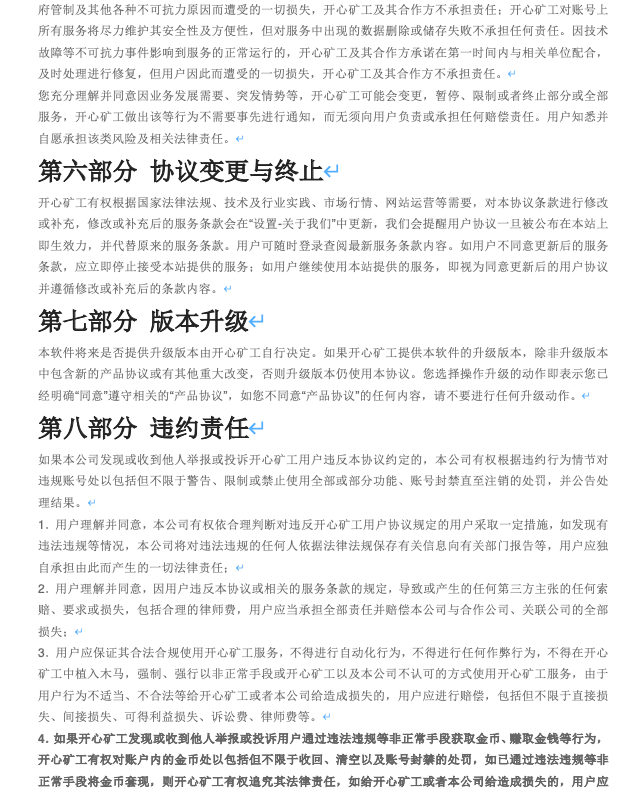 府管制及其他各种不可抗力原因而遭受的一切损失，开心矿工及其合作方不承担责任；开心矿工对账号上
所有服务将尽力维护其安全性及方便性，但对服务中出现的数据删除或储存失败不承担任何责任。因技术
故障等不可抗力事件影响到服务的正常运行的，开心矿工及其合作方承诺在第一时间内与相关单位配合，
及时处理进行修复，但用户因此而遭受的一切损失，开心矿工及其合作方不承担责任。↵
您充分理解并同意因业务发展需要、突发情势等，开心矿工可能会变更，暂停、限制或者终止部分或全部
服务，开心矿工做出该等行为不需要事先进行通知，而无须向用户负责或承担任何赔偿责任。用户知悉并
自愿承担该类风险及相关法律责任。↵
第六部分 协议变更与终止↵
开心矿工有权根据国家法律法规、技术及行业实践、市场行情、网站运营等需要，对本协议条款进行修改
或补充，修改或补充后的服务条款会在“设置-关于我们”中更新，我们会提醒用户协议一旦被公布在本站上
即生效力，并代替原来的服务条款。用户可随时登录查阅最新服务条款内容。如用户不同意更新后的服务
条款，应立即停止接受本站提供的服务；如用户继续使用本站提供的服务，即视为同意更新后的用户协议
并遵循修改或补充后的条款内容。↵
第七部分 版本升级↵
本软件将来是否提供升级版本由开心矿工自行决定。如果开心矿工提供本软件的升级版本，除非升级版本
中包含新的产品协议或有其他重大改变，否则升级版本仍使用本协议。您选择操作升级的动作即表示您已
经明确“同意”遵守相关的“产品协议”，如您不同意“产品协议”的任何内容，请不要进行任何升级动作。↵
第八部分 违约责任↵
如果本公司发现或收到他人举报或投诉开心矿工用户违反本协议约定的，本公司有权根据违约行为情节对
违规账号处以包括但不限于警告、限制或禁止使用全部或部分功能、账号封禁直至注销的处罚，并公告处
理结果。↵
1. 用户理解并同意，本公司有权依合理判断对违反开心矿工用户协议规定的用户采取一定措施，如发现有
违法违规等情况，本公司将对违法违规的任何人依据法律法规保存有关信息向有关部门报告等，用户应独
自承担由此而产生的一切法律责任；↵
2. 用户理解并同意，因用户违反本协议或相关的服务条款的规定，导致或产生的任何第三方主张的任何索
赔、要求或损失，包括合理的律师费，用户应当承担全部责任并赔偿本公司与合作公司、关联公司的全部
损失；↵
3. 用户应保证其合法合规使用开心矿工服务，不得进行自动化行为，不得进行任何作弊行为，不得在开心
矿工中植入木马，强制、强行以非正常手段或开心矿工以及本公司不认可的方式使用开心矿工服务，由于
用户行为不适当、不合法等给开心矿工或者本公司给造成损失的，用户应进行赔偿，包括但不限于直接损
失、间接损失、可得利益损失、诉讼费、律师费等。↵
4. 如果开心矿工发现或收到他人举报或投诉用户通过违法违规等非正常手段获取金币、赚取金钱等行为，
开心矿工有权对账户内的金币处以包括但不限于收回、清空以及账号封禁的处罚，如已通过违法违规等非
正常手段将金币套现，则开心矿工有权追究其法律责任，如给开心矿工或者本公司给造成损失的，用户应